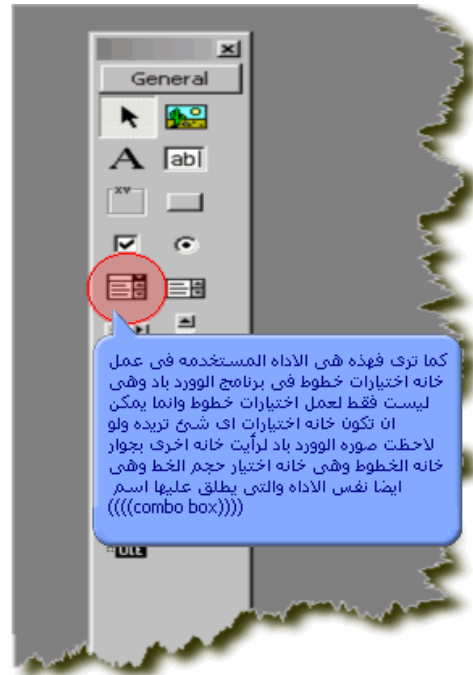 General
A
ab
xv
كما ترى فهذه هى الاداه المستخدمه فى عمل
خانه اختيارات خطوط فى برنامج الوورد باد وهى
ليست فقط لعمل اختيارات خطوط وانما يمكن
ان تكون خانه اختيارات اى شئ تريده ولو
لاحظت صوره الوورد باد لرأيت خانه اخرى بجوار
خانه الخطوط وهى خانه اختيار حجم الخط وهى
ايضا نفس الاداه والتى يطلق عليها اسم
((((combo box))))
OLE